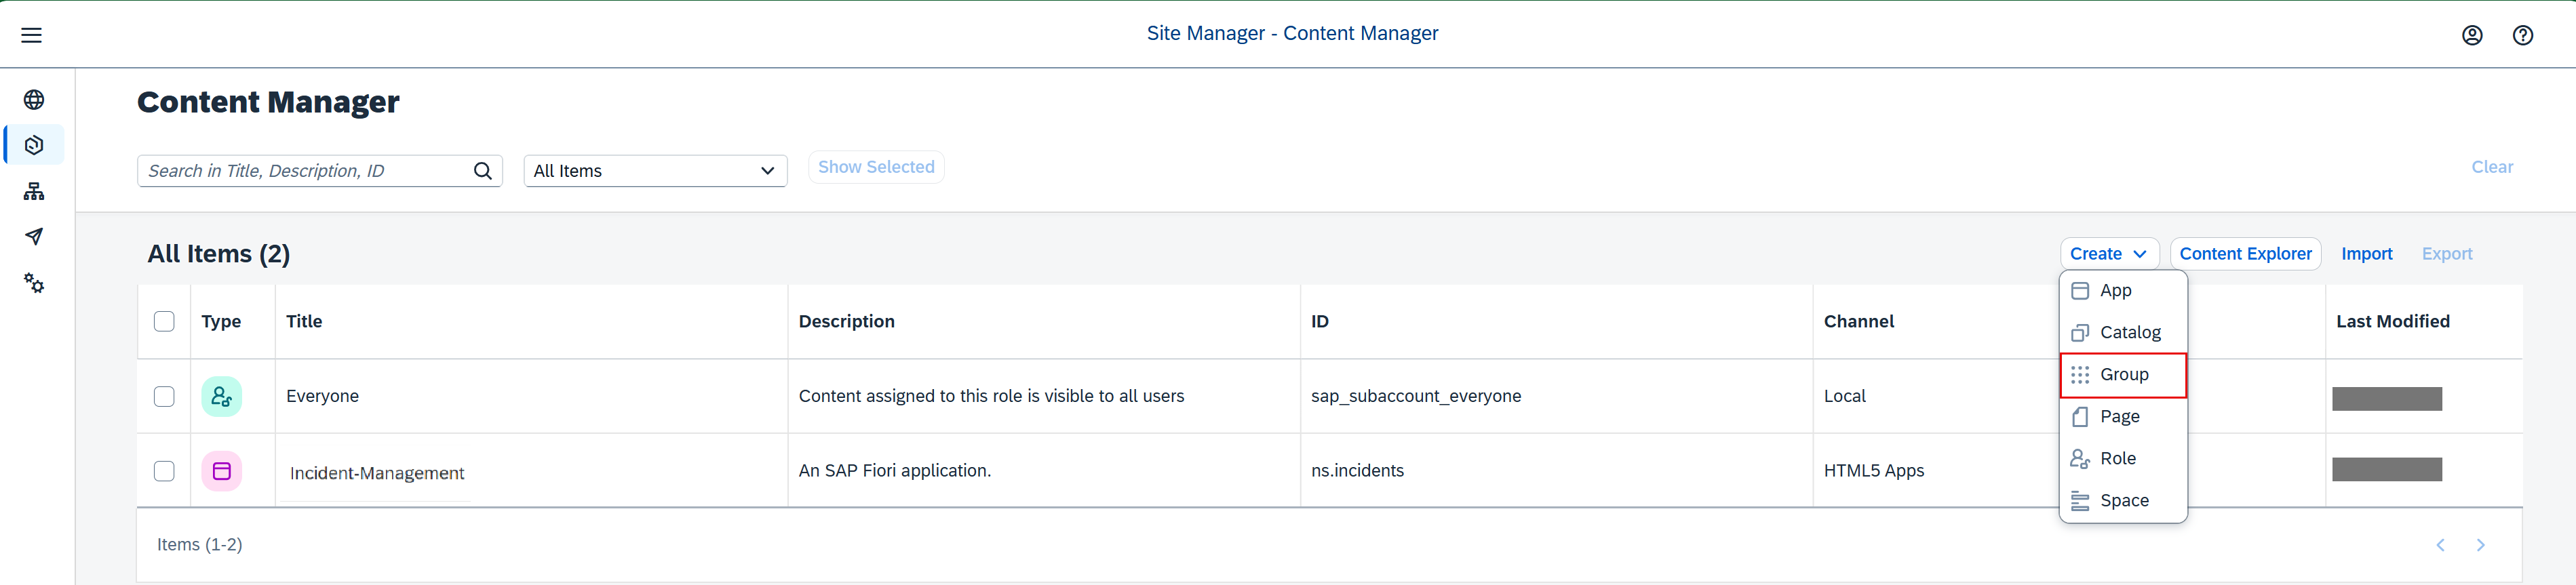 Site Manager - Content Manager
Content Manager
Search in Title, Description, ID All Items Show Selected Clear
All Items (2) Create Content Explorer Import Export
Type Title Description ID Channel Last Modified
Everyone Content assigned to this role is visible to all users sap_subaccount_everyone Local
Incident-Management An SAP Fiori application. ns.incidents HTML5 Apps
App
Catalog
Group
Page
Role
Space
Items (1-2)